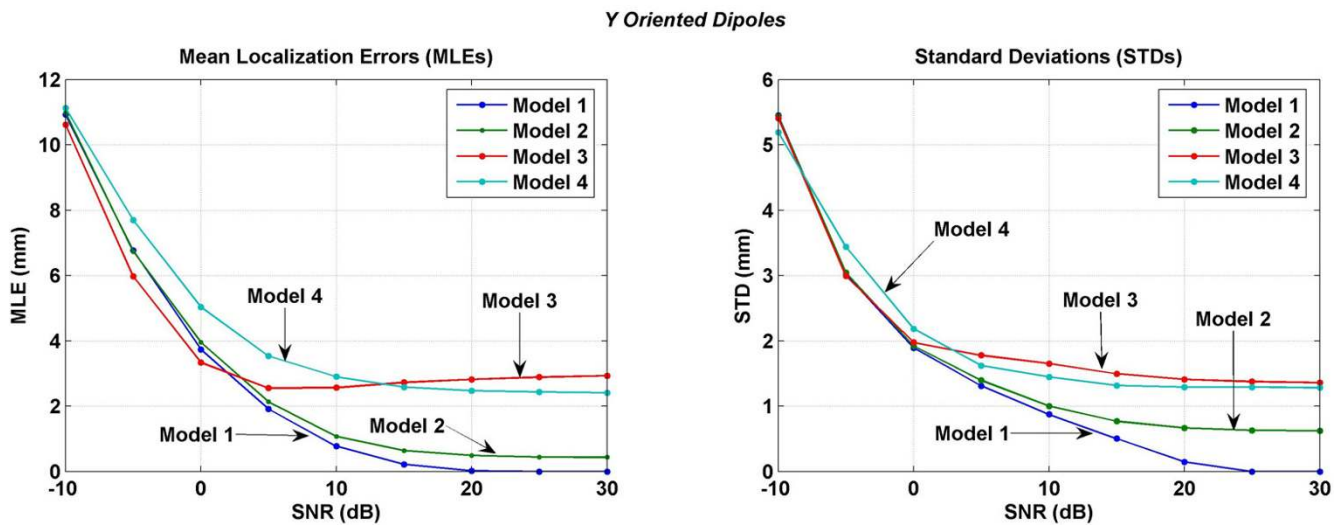 Y Oriented Dipoles
Mean Localization Errors (MLEs)
12
10
8
6
4
2
0
-10
0
10
20
30
MLE (mm)
SNR (dB)
Model 1
Model 2
Model 3
Model 4
Model 4
Model 3
Model 1
Model 2
Standard Deviations (STDs)
6
5
4
3
2
1
0
-10
0
10
20
30
STD (mm)
SNR (dB)
Model 1
Model 2
Model 3
Model 4
Model 4
Model 3
Model 2
Model 1